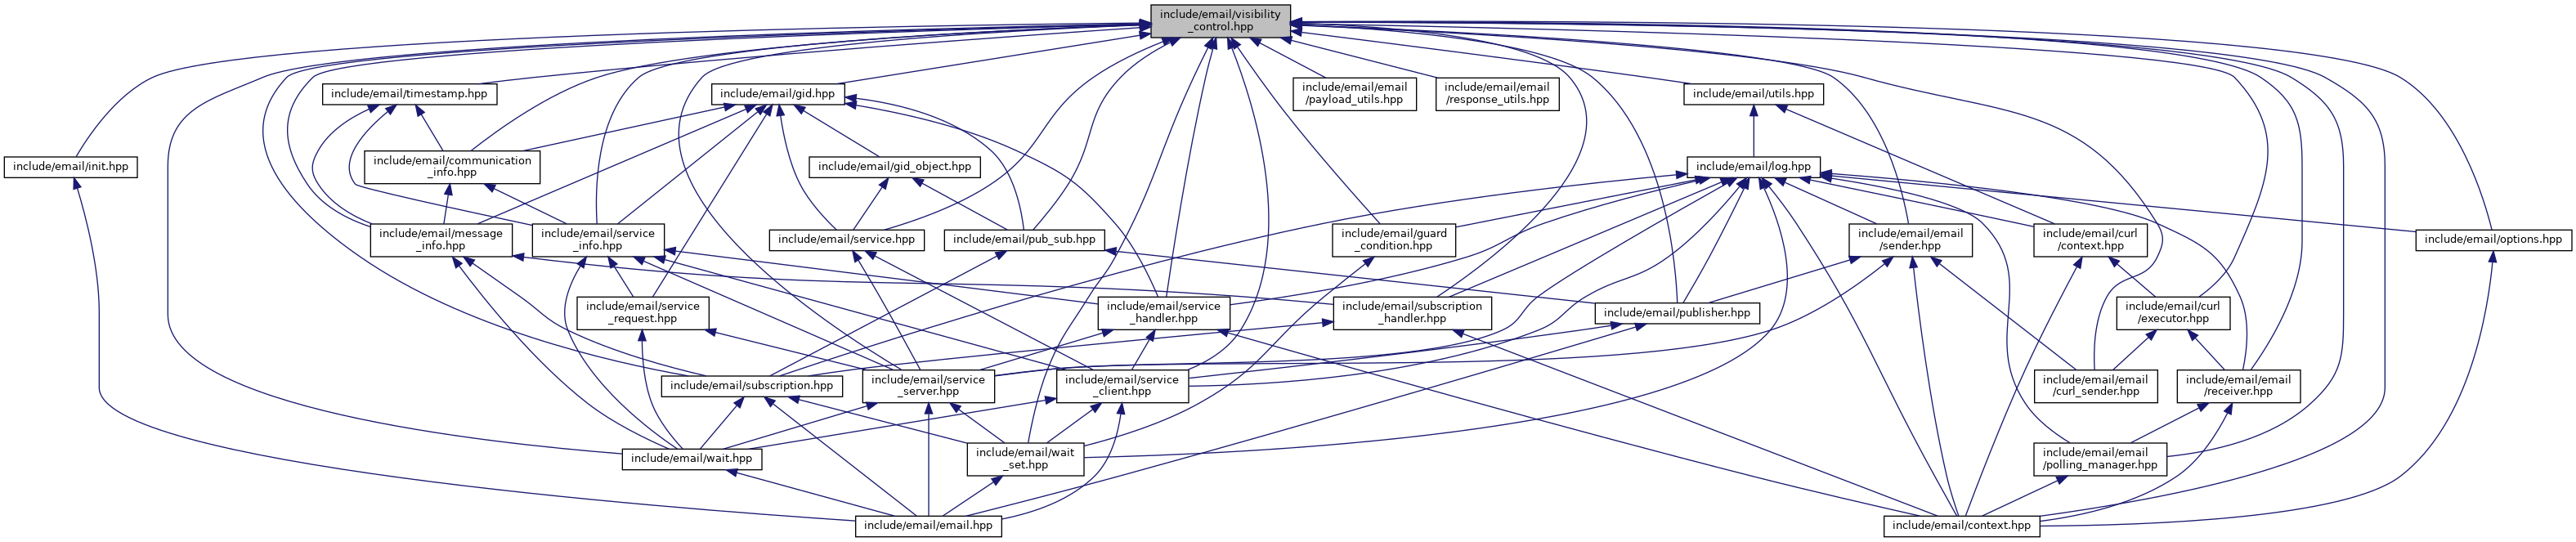 include/email/visibility
_control.hpp
include/email/timestamp.hpp
include/email/gid.hpp
include/email/email
/payload_utils.hpp
include/email/email
/response_utils.hpp
include/email/utils.hpp
include/email/init.hpp
include/email/communication
_info.hpp
include/email/gid_object.hpp
include/email/log.hpp
include/email/message
_info.hpp
include/email/service
_info.hpp
include/email/service.hpp
include/email/pub_sub.hpp
include/email/guard
_condition.hpp
include/email/email
/sender.hpp
include/email/curl
/context.hpp
include/email/options.hpp
include/email/service
_request.hpp
include/email/service
_handler.hpp
include/email/subscription
_handler.hpp
include/email/publisher.hpp
include/email/curl
/executor.hpp
include/email/subscription.hpp
include/email/service
_server.hpp
include/email/service
_client.hpp
include/email/email
/curl_sender.hpp
include/email/email
/receiver.hpp
include/email/wait.hpp
include/email/wait
_set.hpp
include/email/email
/polling_manager.hpp
include/email/email.hpp
include/email/context.hpp